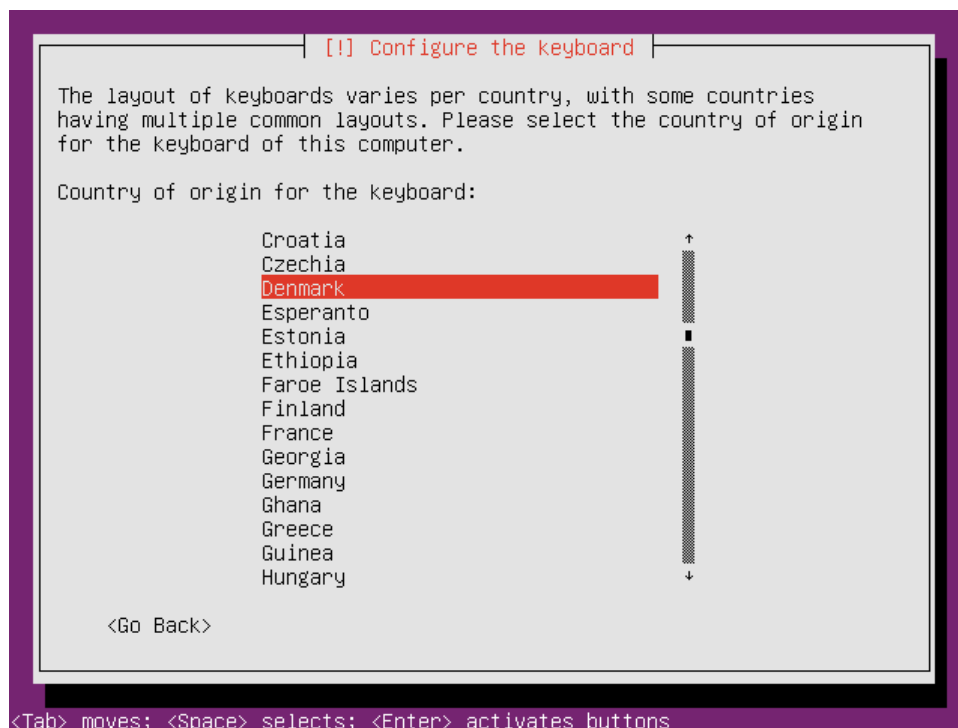 [!] Configure the keyboard
The layout of keyboards varies per country, with some countries
having multiple common layouts. Please select the country of origin
for the keyboard of this computer.
Country of origin for the keyboard:
Croatia
Czechia
Denmark
Esperanto
Estonia
Ethiopia
Faroe Islands
Finland
France
Georgia
Germany
Ghana
Greece
Guinea
Hungary
<Go Back>
<Tab> moves; <Space> selects; <Enter> activates buttons